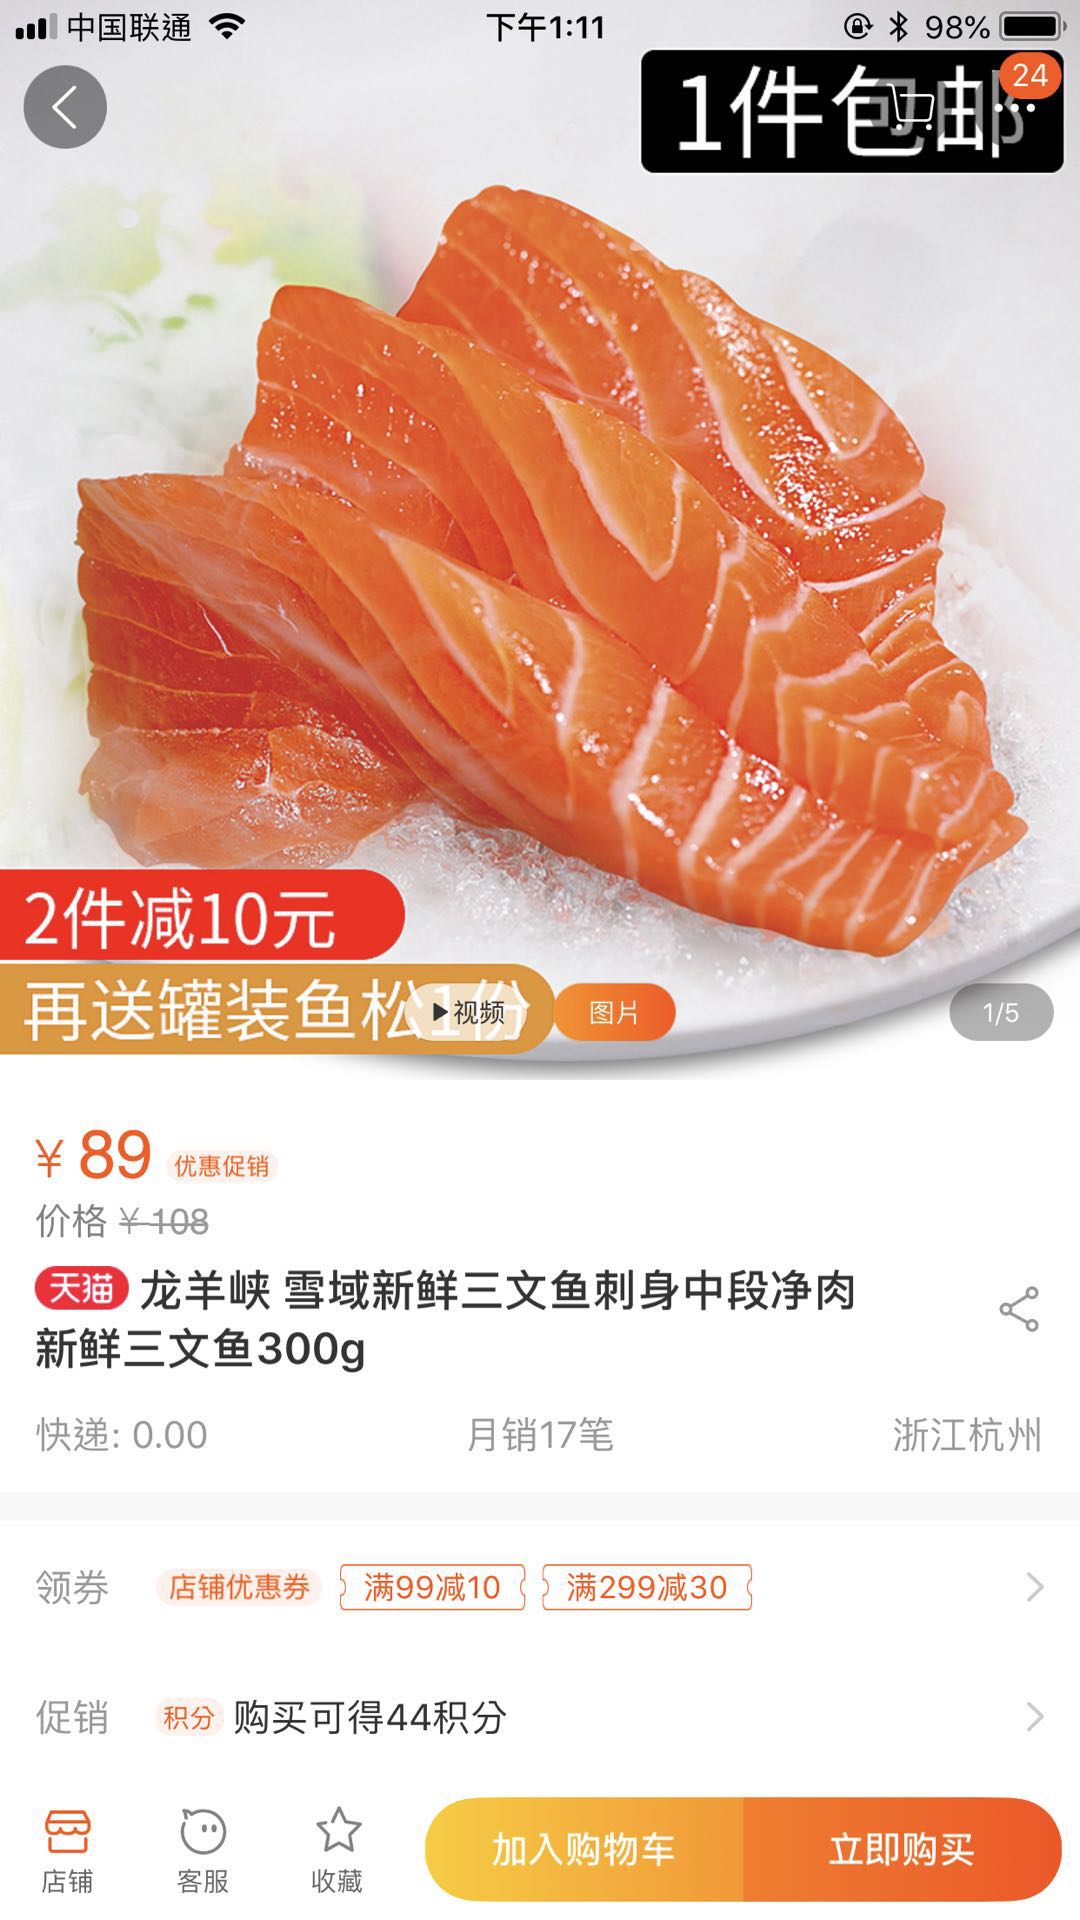 中国联通
下午1:11
98%
24
1件包邮
2件减10元
再送罐装鱼松1份
视频
图片
1/5
¥ 89 优惠促销
价格 ¥ 108
天猫 龙羊峡 雪域新鲜三文鱼刺身中段净肉
新鲜三文鱼300g
快递: 0.00
月销17笔
浙江杭州
领券 店铺优惠券 满99减10 满299减30
促销 积分 购买可得44积分
店铺
客服
收藏
加入购物车
立即购买